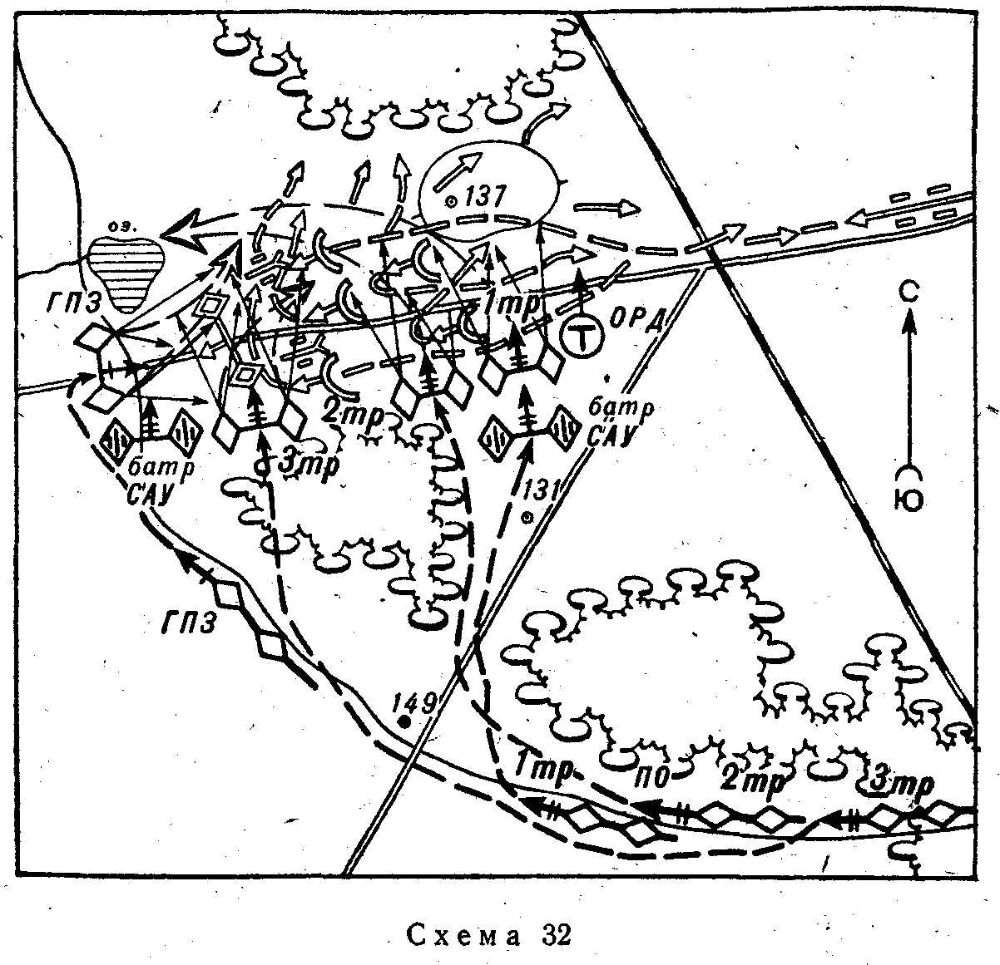 137
оз.
ГПЗ
1тр
Т
ОРД
С
Ю
2тр
батр
САУ
3тр
батр
САУ
131
ГПЗ
149
1тр
ПО
2тр
3тр
Схема 32